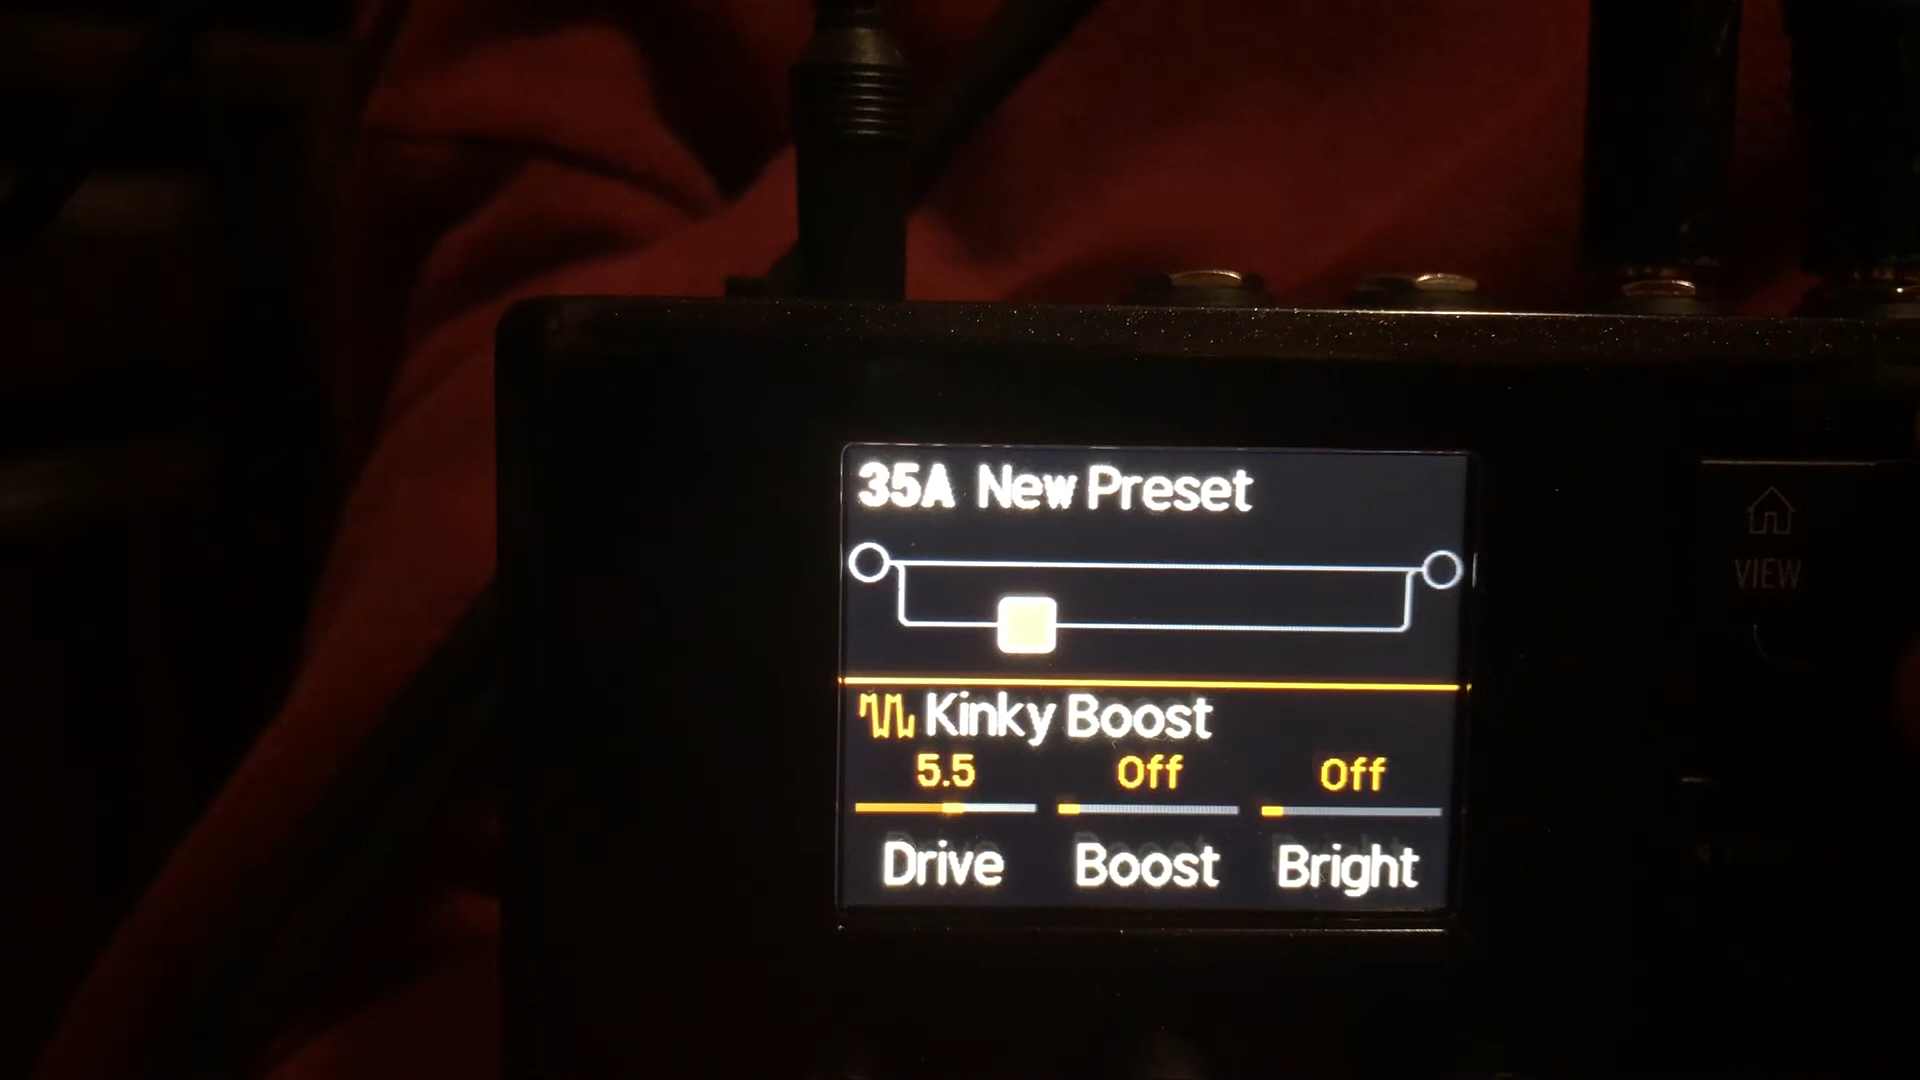 35A New Preset
VIEW
Kinky Boost
5.5 Off Off
Drive Boost Bright